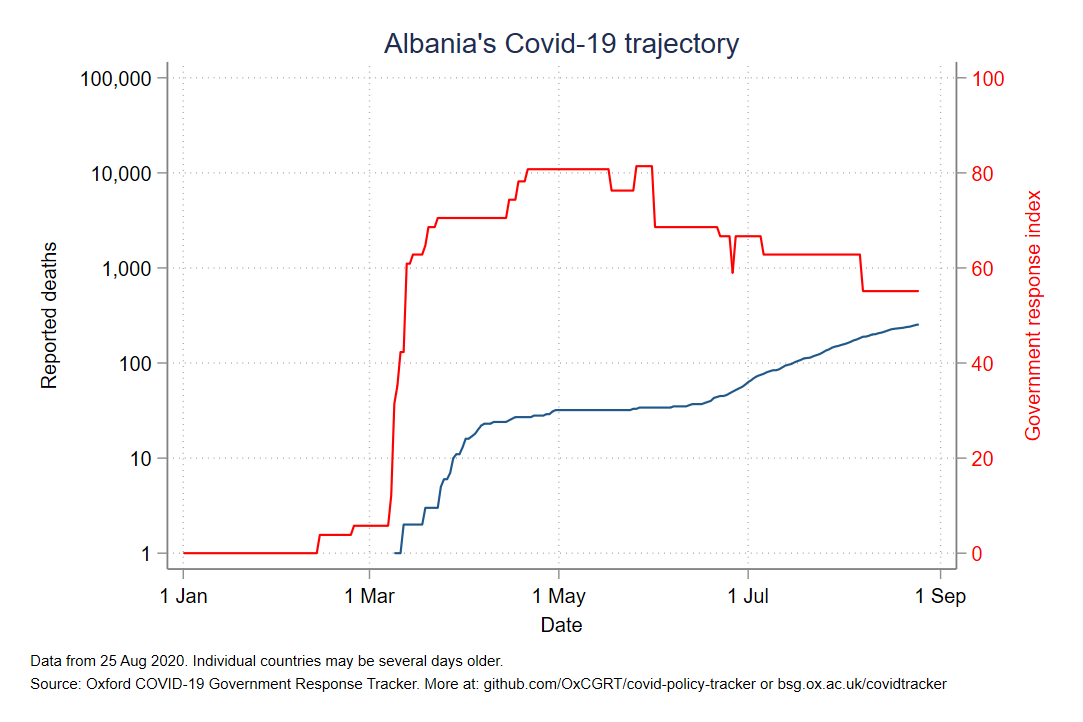 Albania's Covid-19 trajectory
100,000
10,000
1,000
100
10
1
Reported deaths
100
80
60
40
20
0
Government response index
1 Jan
1 Mar
1 May
1 Jul
1 Sep
Date
Data from 25 Aug 2020. Individual countries may be several days older.
Source: Oxford COVID-19 Government Response Tracker. More at: github.com/OxCGRT/covid-policy-tracker or bsg.ox.ac.uk/covidtracker